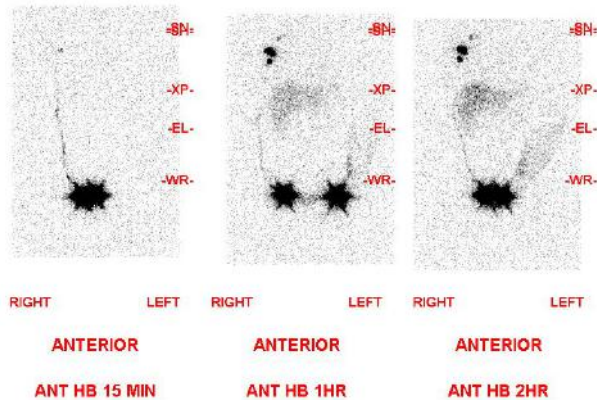 -SN-
-XP-
-EL-
-WR-
-SN-
-XP-
-EL-
-WR-
-SN-
-XP-
-EL-
-WR-
RIGHT LEFT RIGHT LEFT RIGHT LEFT
ANTERIOR ANTERIOR ANTERIOR
ANT HB 15 MIN ANT HB 1HR ANT HB 2HR